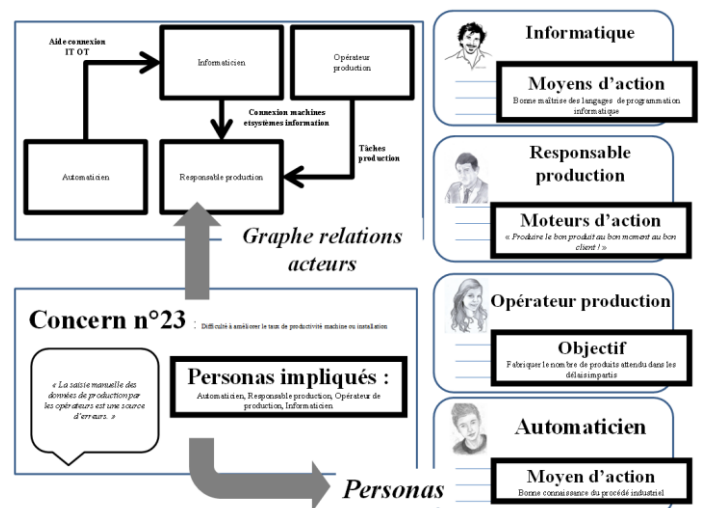 Aide connexion
IT OT
Informaticien
Opérateur
production
Connexion machines
etsystèmes information
Tâches
production
Automaticien
Responsable production
Graphe relations
acteurs
Concern n°23 : Difficulté à améliorer le taux de productivité machine ou installation
« La saisie manuelle des
données de production par
les opérateurs est une source
d'erreurs. »
Personas impliqués :
Automaticien, Responsable production, Opérateur de
production, Informaticien
Personas
Informatique
Moyens d'action
Bonne maîtrise des langages de programmation
informatique
Responsable
production
Moteurs d'action
« Produire le bon produit au bon moment au bon
client ! »
Opérateur production
Objectif
Fabriquer le nombre de produits attendu dans les
délais impartis
Automaticien
Moyen d'action
Bonne connaissance du procédé industriel